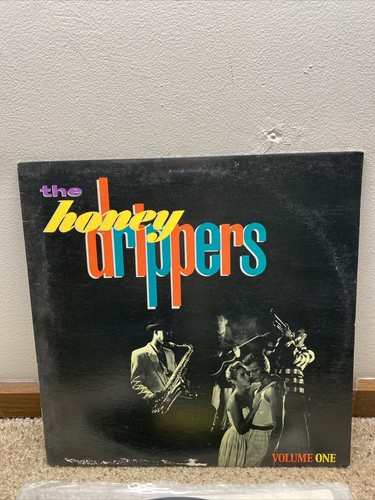 the
honey
drippers
VOLUME ONE